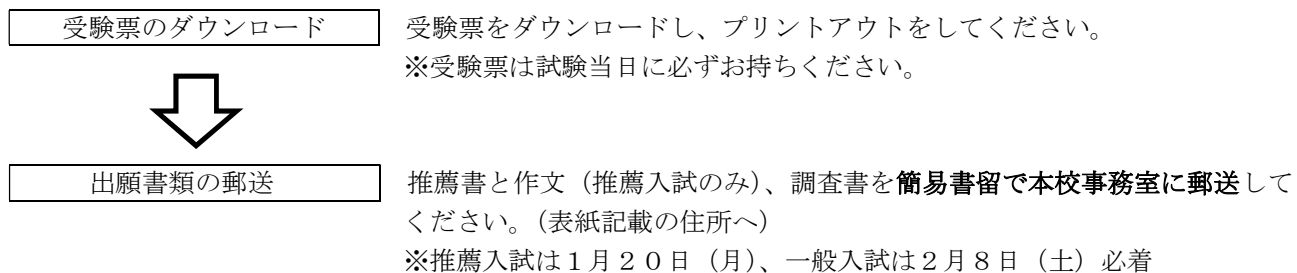 受験票のダウンロード
受験票をダウンロードし、プリントアウトをしてください。
※受験票は試験当日に必ずお持ちください。
出願書類の郵送
推薦書と作文（推薦入試のみ）、調査書を簡易書留で本校事務室に郵送して
ください。（表紙記載の住所へ）
※推薦入試は１月２０日（月）、一般入試は２月８日（土）必着